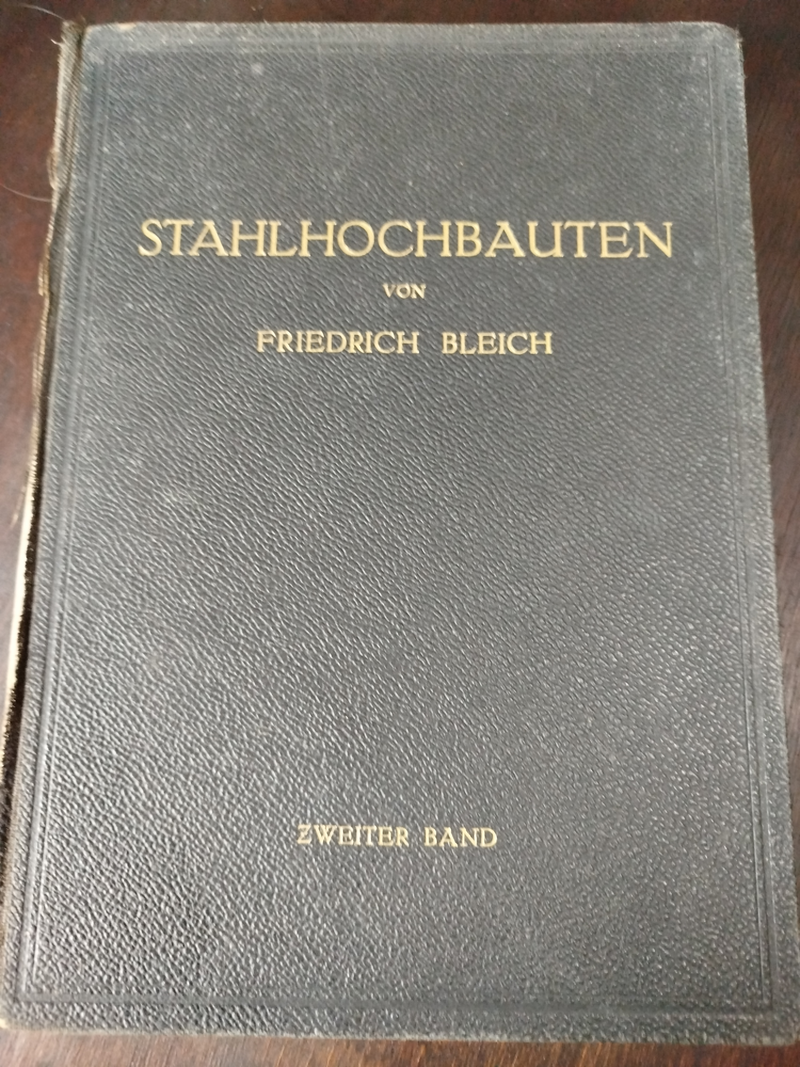 STAHLHOCHBAUTEN
VON
FRIEDRICH BLEICH
ZWEITER BAND